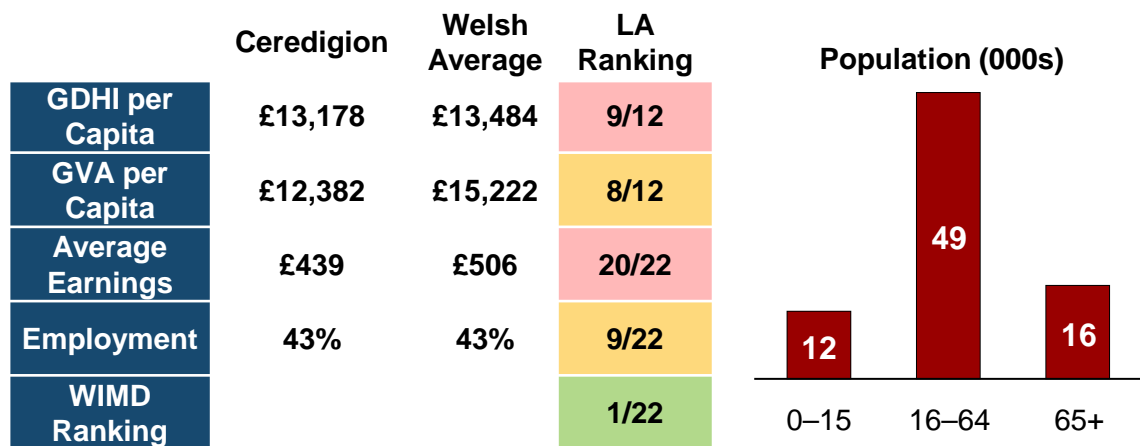 Ceredigion
Welsh
Average
LA
Ranking
GDHI per
Capita
£13,178
£13,484
9/12
GVA per
Capita
£12,382
£15,222
8/12
Average
Earnings
£439
£506
20/22
Employment
43%
43%
9/22
WIMD
Ranking
1/22
Population (000s)
12
49
16
0–15
16–64
65+